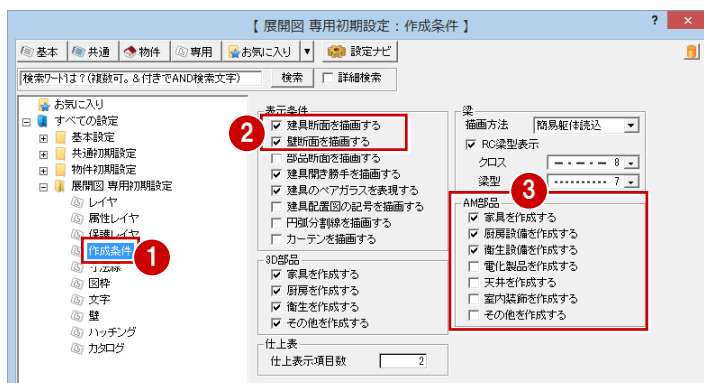 【 展開図 専用初期設定：作成条件 】
? ×
基本 共通 物件 専用 お気に入り ▼ 設定ナビ
検索ワードは？(複数可。&付きでAND検索文字) 検索 詳細検索
お気に入り
すべての設定
基本設定
共通初期設定
物件初期設定
展開図 専用初期設定
レイヤ
属性レイヤ
保護レイヤ
作成条件
1
寸法線
図枠
文字
壁
ハッチング
カタログ
表示条件
2
建具断面を描画する
壁断面を描画する
部品断面を描画する
建具開き勝手を描画する
建具のペアガラスを表現する
建具配置図の記号を描画する
円弧分割線を描画する
カーテンを描画する
3D部品
家具を作成する
厨房を作成する
衛生を作成する
その他を作成する
仕上表
仕上表示項目数 2
梁
描画方法 簡易躯体読込
RC梁型表示
クロス 8
梁型 7
3
AM部品
家具を作成する
厨房設備を作成する
衛生設備を作成する
電化製品を作成する
天井を作成する
室内装飾を作成する
その他を作成する